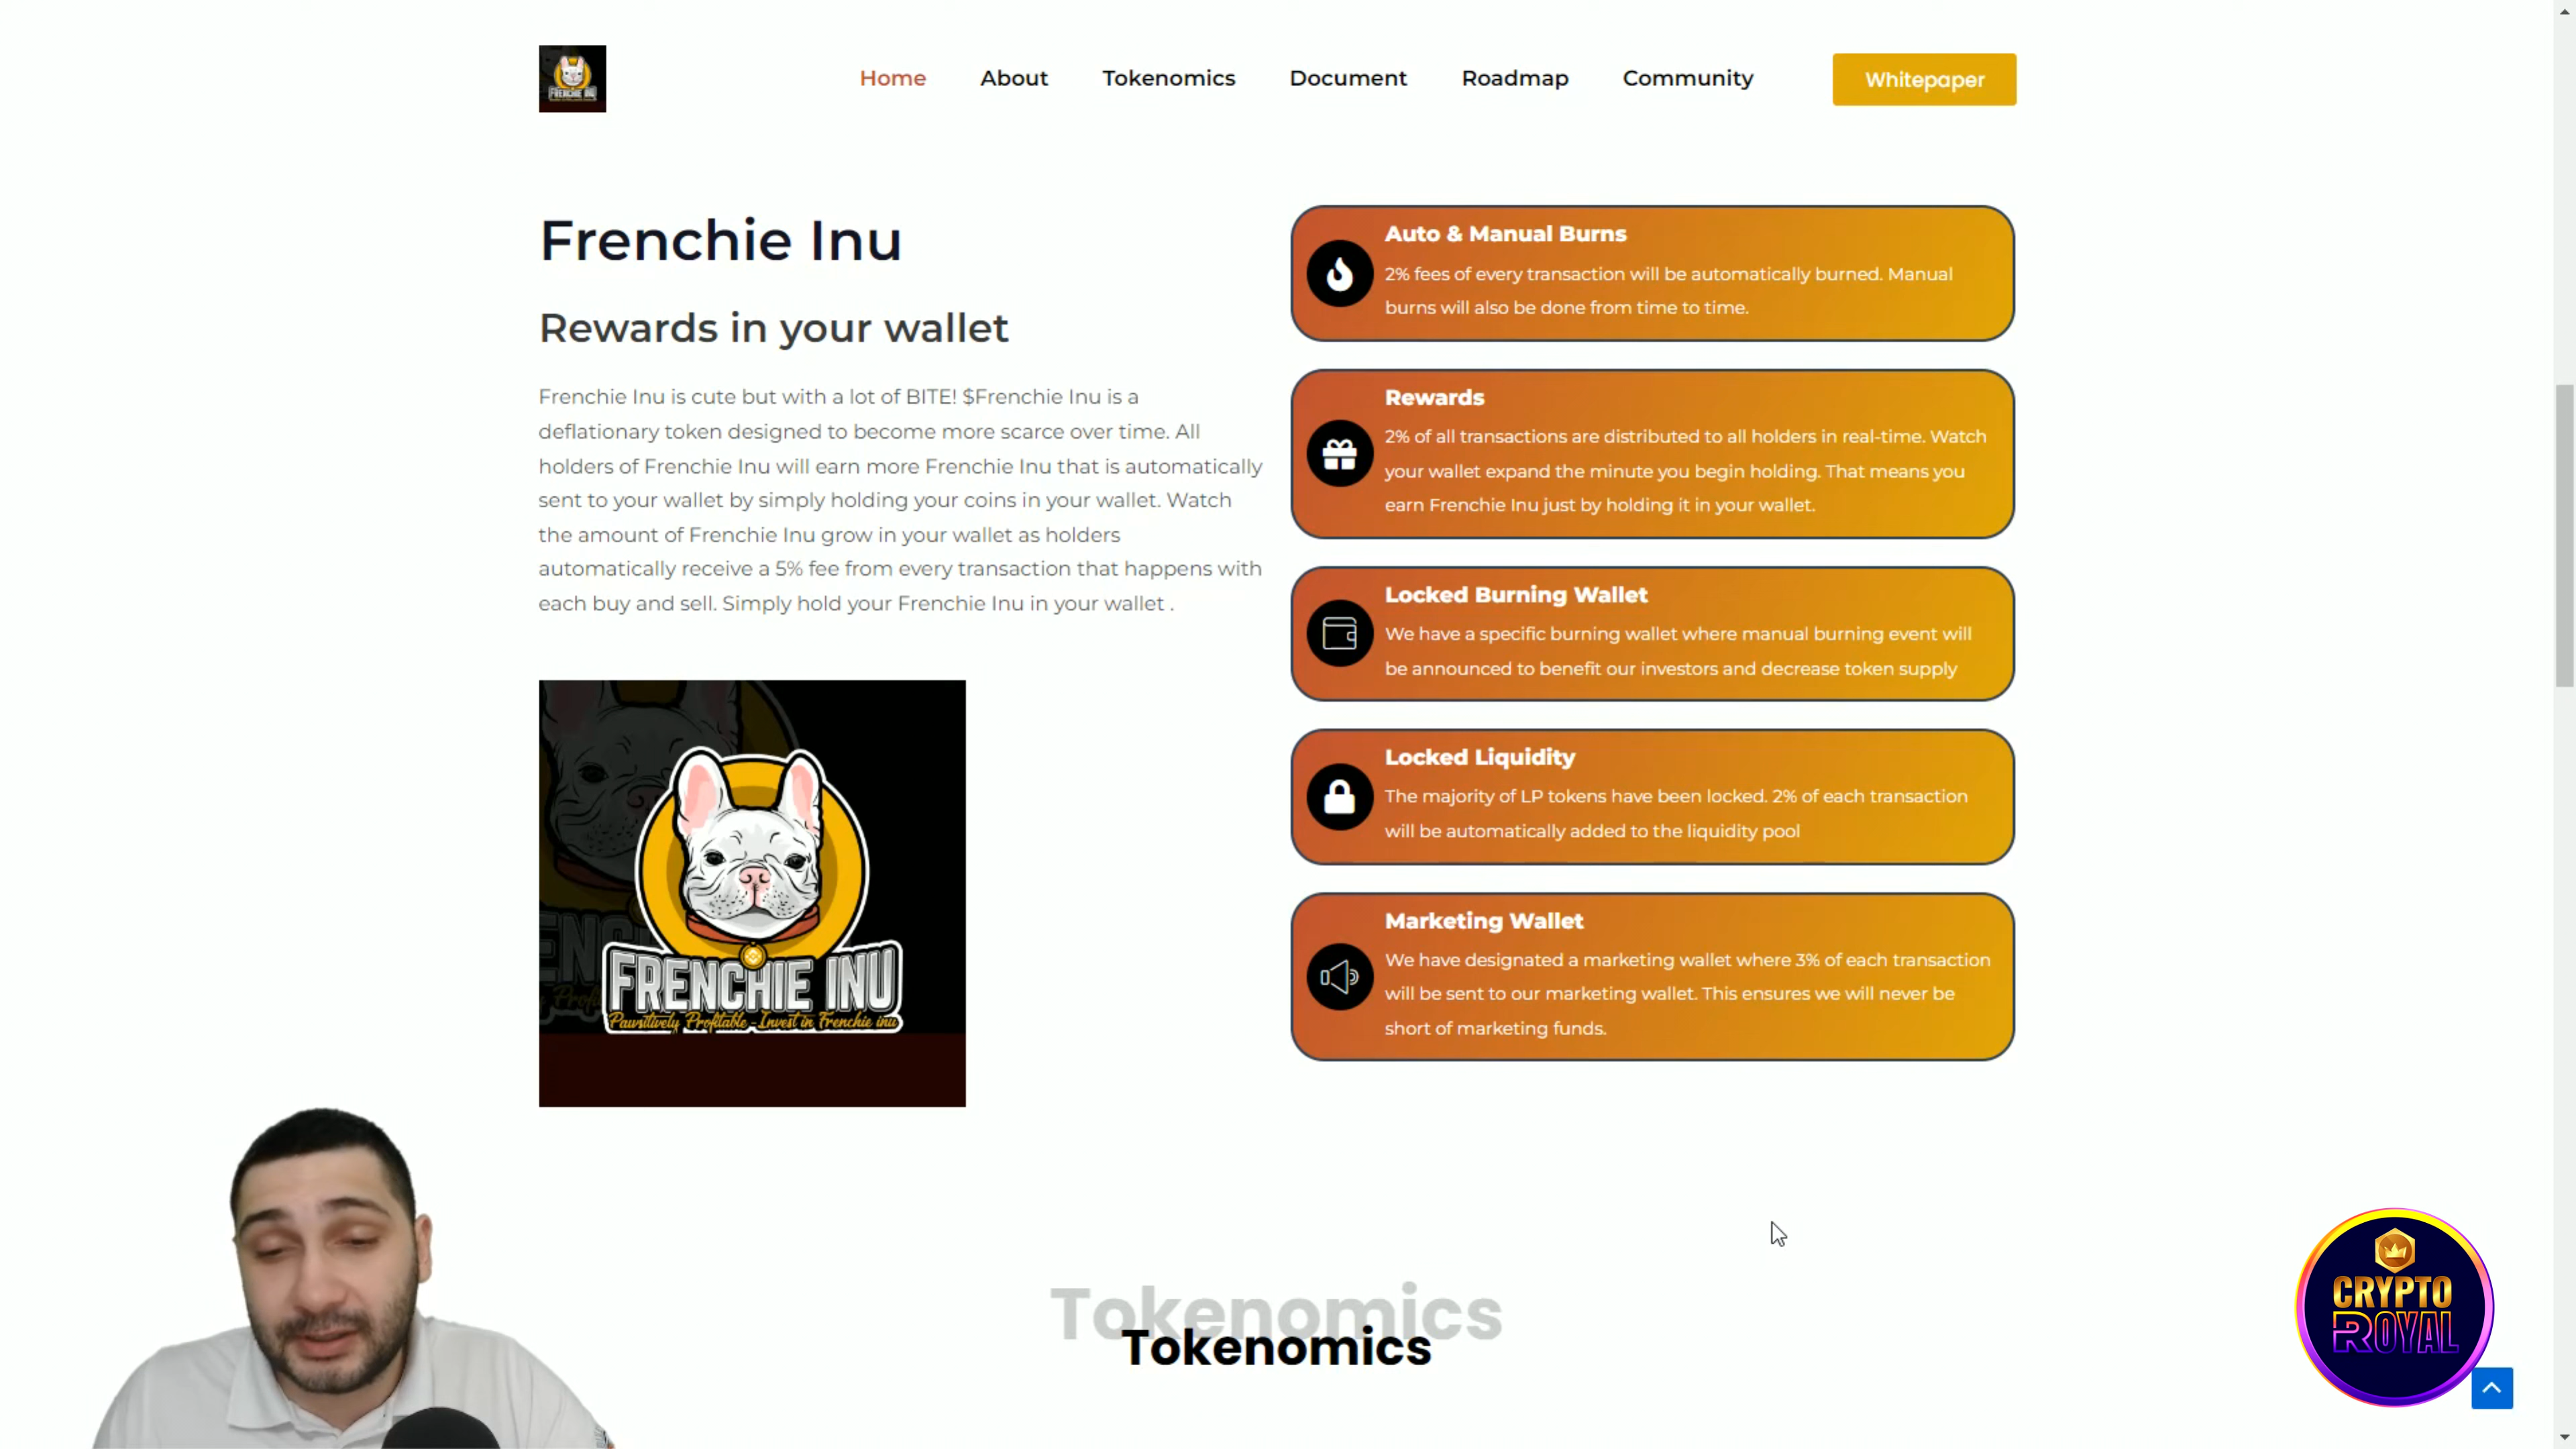 Home
About
Tokenomics
Document
Roadmap
Community
Whitepaper
Frenchie Inu
Rewards in your wallet
Frenchie Inu is cute but with a lot of BITE! $Frenchie Inu is a
deflationary token designed to become more scarce over time. All
holders of Frenchie Inu will earn more Frenchie Inu that is automatically
sent to your wallet by simply holding your coins in your wallet. Watch
the amount of Frenchie Inu grow in your wallet as holders
automatically receive a 5% fee from every transaction that happens with
each buy and sell. Simply hold your Frenchie Inu in your wallet .
FRENCHIE INU
Pawsitively Profitable - Invest in Frenchie inu
Auto & Manual Burns
2% fees of every transaction will be automatically burned. Manual
burns will also be done from time to time.
Rewards
2% of all transactions are distributed to all holders in real-time. Watch
your wallet expand the minute you begin holding. That means you
earn Frenchie Inu just by holding it in your wallet.
Locked Burning Wallet
We have a specific burning wallet where manual burning event will
be announced to benefit our investors and decrease token supply
Locked Liquidity
The majority of LP tokens have been locked. 2% of each transaction
will be automatically added to the liquidity pool
Marketing Wallet
We have designated a marketing wallet where 3% of each transaction
will be sent to our marketing wallet. This ensures we will never be
short of marketing funds.
Tokenomics
Tokenomics
CRYPTO
ROYAL